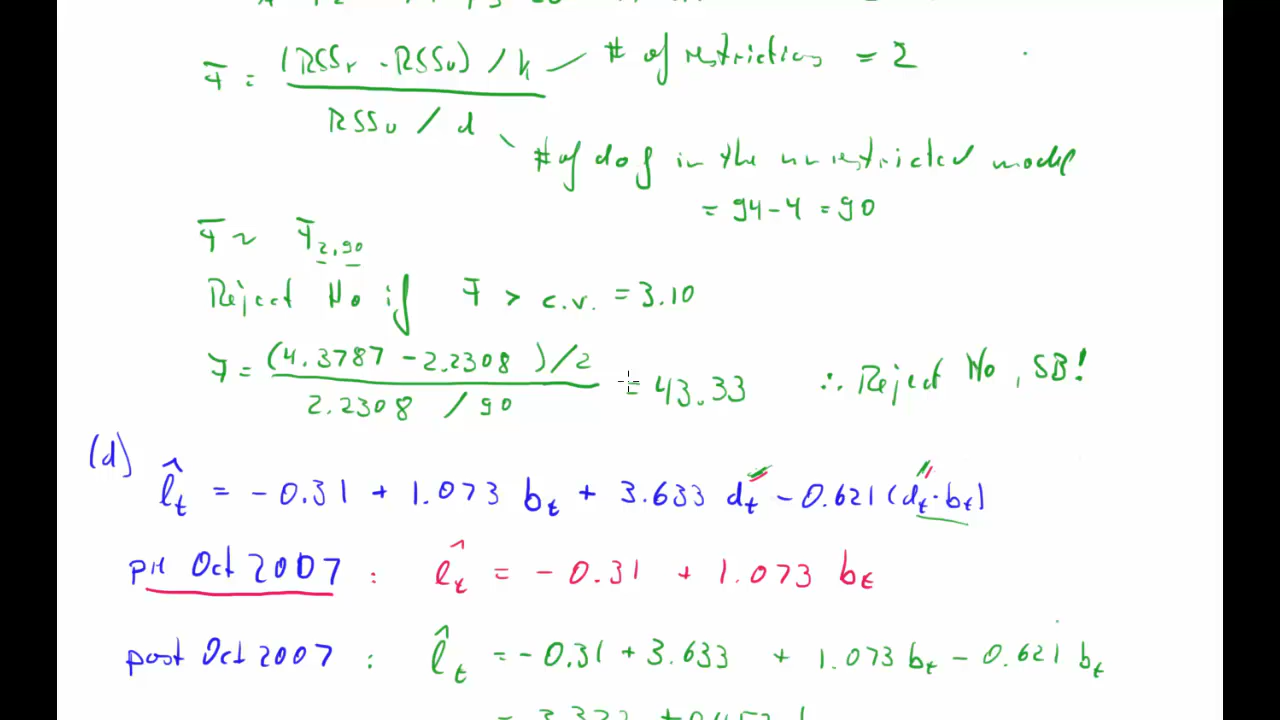 F = (RSSr - RSSu) / k — # of restrictions = 2
RSSu / d
# of dof in the unrestricted model
= 94 - 4 = 90
F ~ F2,90
Reject Ho if F > c.v. = 3.10
F = (4.3787 - 2.2308) / 2
2.2308 / 90
= 43.33 ∴ Reject Ho, SB!
(d)
l̂t = - 0.31 + 1.073 bt + 3.633 dt - 0.621 (dt · bt)
pre Oct 2007 : l̂t = - 0.31 + 1.073 bt
post Oct 2007 : l̂t = - 0.31 + 3.633 + 1.073 bt - 0.621 bt